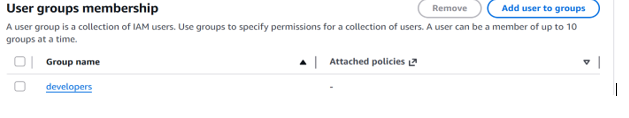 User groups membership
Remove
Add user to groups
A user group is a collection of IAM users. Use groups to specify permissions for a collection of users. A user can be a member of up to 10
groups at a time.
Group name
Attached policies
developers
-